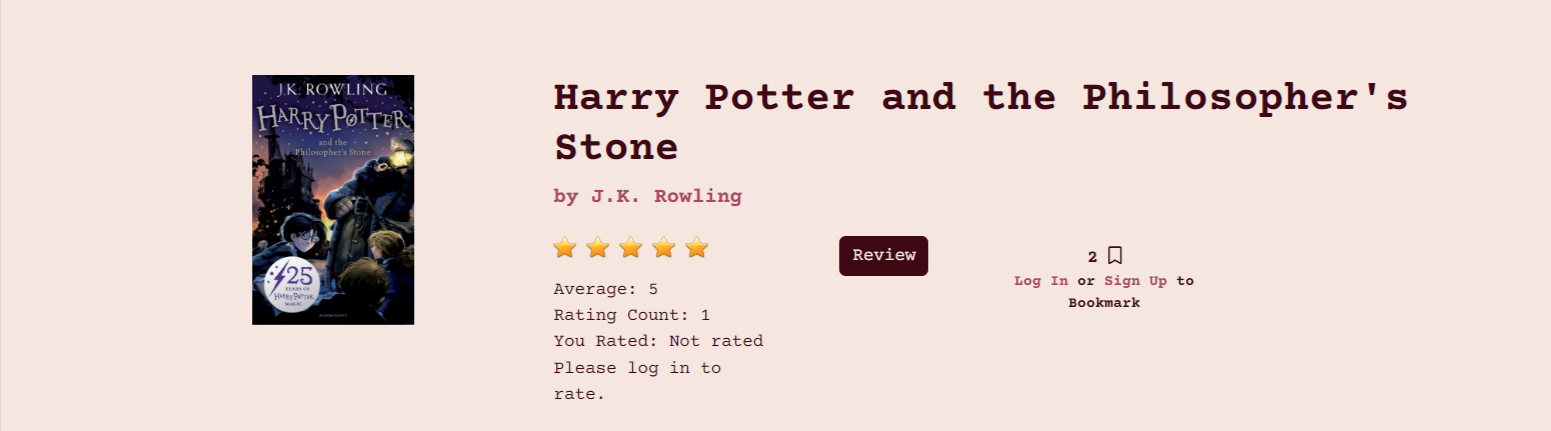 J.K. ROWLING
HARRY POTTER
and the
Philosopher's Stone
25
YEARS OF
HARRY POTTER
MAGIC
BLOOMSBURY
Harry Potter and the Philosopher's
Stone
by J.K. Rowling
Review
2
Log In or Sign Up to
Bookmark
Average: 5
Rating Count: 1
You Rated: Not rated
Please log in to
rate.